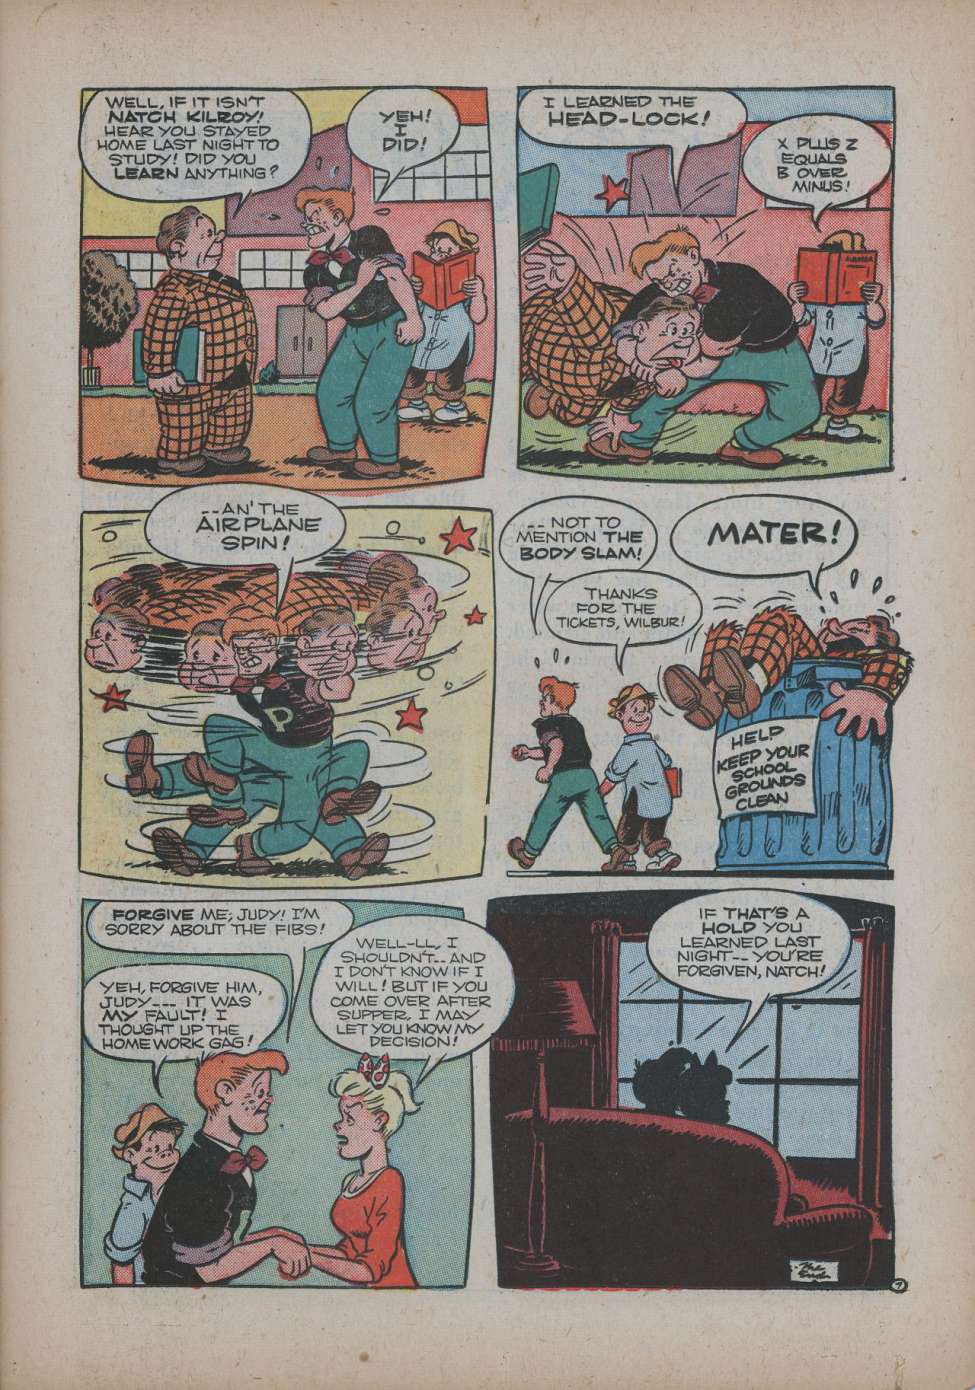 WELL, IF IT ISN'T
NATCH KILROY!
HEAR YOU STAYED
HOME LAST NIGHT TO
STUDY! DID YOU
LEARN ANYTHING?
YEH!
I
DID!
I LEARNED THE
HEAD-LOCK!
X PLUS Z
EQUALS
B OVER
MINUS!
ALGEBRA
--AN' THE
AIRPLANE
SPIN!
P
-- NOT TO
MENTION THE
BODY SLAM!
THANKS
FOR THE
TICKETS, WILBUR!
MATER!
HELP
KEEP YOUR
SCHOOL
GROUNDS
CLEAN
FORGIVE ME, JUDY! I'M
SORRY ABOUT THE FIBS!
YEH, FORGIVE HIM,
JUDY--- IT WAS
MY FAULT! I
THOUGHT UP THE
HOMEWORK GAG!
WELL-LL, I
SHOULDN'T-- AND
I DON'T KNOW IF I
WILL! BUT IF YOU
COME OVER AFTER
SUPPER, I MAY
LET YOU KNOW MY
DECISION!
IF THAT'S A
HOLD YOU
LEARNED LAST
NIGHT-- YOU'RE
FORGIVEN, NATCH!
The
End
7